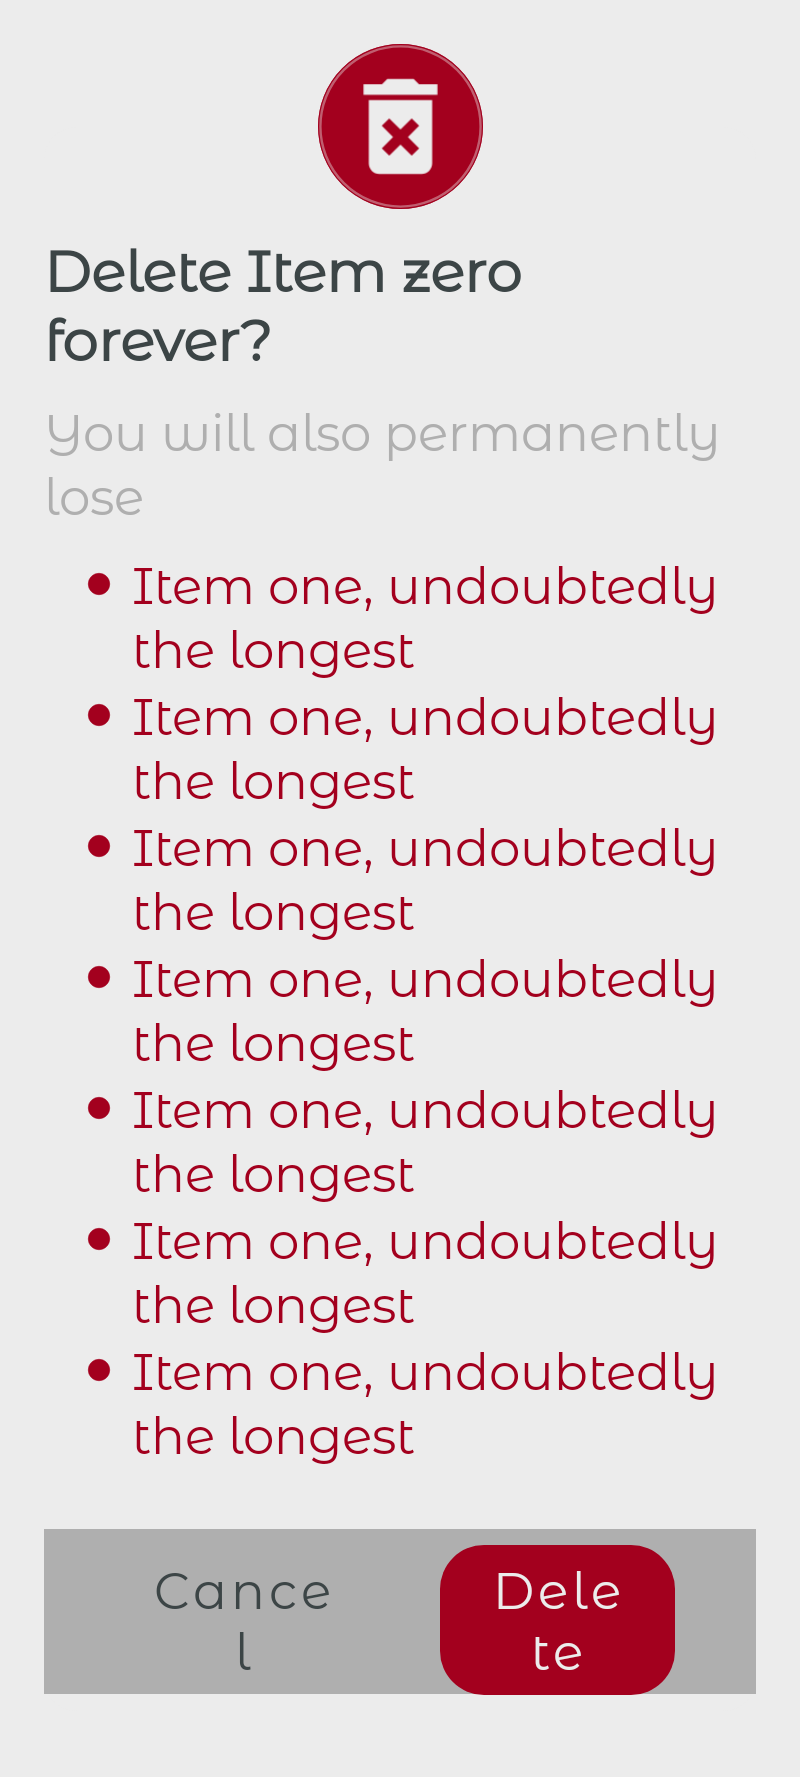 Delete Item zero
forever?
You will also permanently
lose
Item one, undoubtedly
the longest
Item one, undoubtedly
the longest
Item one, undoubtedly
the longest
Item one, undoubtedly
the longest
Item one, undoubtedly
the longest
Item one, undoubtedly
the longest
Item one, undoubtedly
the longest
Cance
l
Dele
te